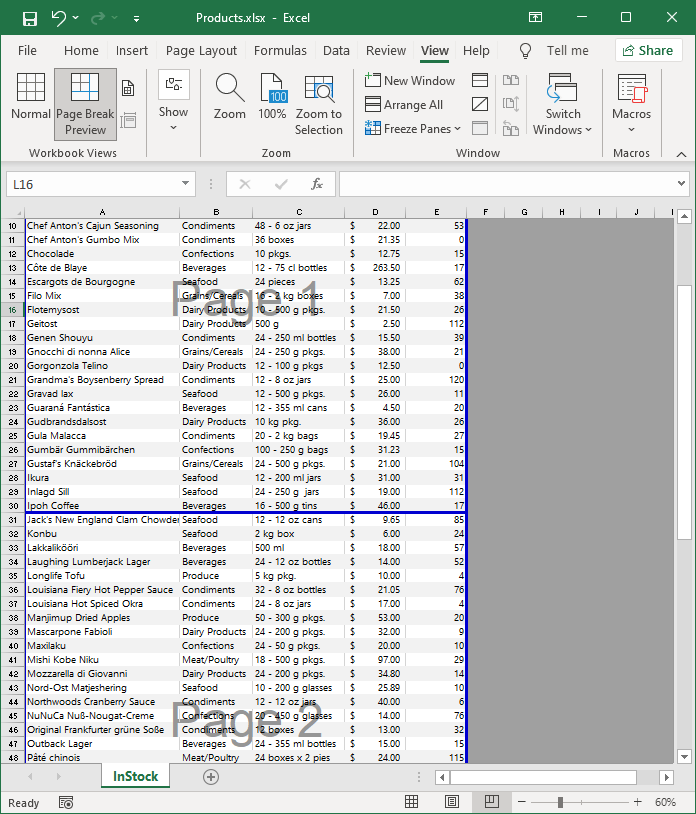 Products.xlsx - Excel
File Home Insert Page Layout Formulas Data Review View Help Tell me Share
Normal
Page Break Preview
Show
Zoom
100
100%
Zoom to Selection
New Window
Arrange All
Freeze Panes
Switch Windows
Macros
Workbook Views Zoom Window Macros
L16 fx
A B C D E F G H I J
10 Chef Anton's Cajun Seasoning Condiments 48 - 6 oz jars $ 22.00 53
11 Chef Anton's Gumbo Mix Condiments 36 boxes $ 21.35 0
12 Chocolade Confections 10 pkgs. $ 12.75 15
13 Côte de Blaye Beverages 12 - 75 cl bottles $ 263.50 17
14 Escargots de Bourgogne Seafood 24 pieces $ 13.25 62
15 Filo Mix Grains/Cereals 16 - 2 kg boxes $ 7.00 38
Page 1
16 Flotemysost Dairy Products 10 - 500 g pkgs. $ 21.50 26
17 Geitost Dairy Products 500 g $ 2.50 112
18 Genen Shouyu Condiments 24 - 250 ml bottles $ 15.50 39
19 Gnocchi di nonna Alice Grains/Cereals 24 - 250 g pkgs. $ 38.00 21
20 Gorgonzola Telino Dairy Products 12 - 100 g pkgs $ 12.50 0
21 Grandma's Boysenberry Spread Condiments 12 - 8 oz jars $ 25.00 120
22 Gravad lax Seafood 12 - 500 g pkgs. $ 26.00 11
23 Guaraná Fantástica Beverages 12 - 355 ml cans $ 4.50 20
24 Gudbrandsdalsost Dairy Products 10 kg pkg. $ 36.00 26
25 Gula Malacca Condiments 20 - 2 kg bags $ 19.45 27
26 Gumbär Gummibärchen Confections 100 - 250 g bags $ 31.23 15
27 Gustaf's Knäckebröd Grains/Cereals 24 - 500 g pkgs. $ 21.00 104
28 Ikura Seafood 12 - 200 ml jars $ 31.00 31
29 Inlagd Sill Seafood 24 - 250 g jars $ 19.00 112
30 Ipoh Coffee Beverages 16 - 500 g tins $ 46.00 17
31 Jack's New England Clam Chowder Seafood 12 - 12 oz cans $ 9.65 85
32 Konbu Seafood 2 kg box $ 6.00 24
33 Lakkalikööri Beverages 500 ml $ 18.00 57
34 Laughing Lumberjack Lager Beverages 24 - 12 oz bottles $ 14.00 52
35 Longlife Tofu Produce 5 kg pkg. $ 10.00 4
36 Louisiana Fiery Hot Pepper Sauce Condiments 32 - 8 oz bottles $ 21.05 76
37 Louisiana Hot Spiced Okra Condiments 24 - 8 oz jars $ 17.00 4
38 Manjimup Dried Apples Produce 50 - 300 g pkgs. $ 53.00 20
39 Mascarpone Fabioli Dairy Products 24 - 200 g pkgs. $ 32.00 9
40 Maxilaku Confections 24 - 50 g pkgs. $ 20.00 10
41 Mishi Kobe Niku Meat/Poultry 18 - 500 g pkgs. $ 97.00 29
42 Mozzarella di Giovanni Dairy Products 24 - 200 g pkgs. $ 34.80 14
43 Nord-Ost Matjeshering Seafood 10 - 200 g glasses $ 25.89 10
44 Northwoods Cranberry Sauce Condiments 12 - 12 oz jars $ 40.00 6
45 NuNuCa Nuß-Nougat-Creme Confections 20 - 450 g glasses $ 14.00 76
Page 2
46 Original Frankfurter grüne Soße Condiments 12 boxes $ 13.00 32
47 Outback Lager Beverages 24 - 355 ml bottles $ 15.00 15
48 Pâté chinois Meat/Poultry 24 boxes x 2 pies $ 24.00 115
InStock
Ready 60%